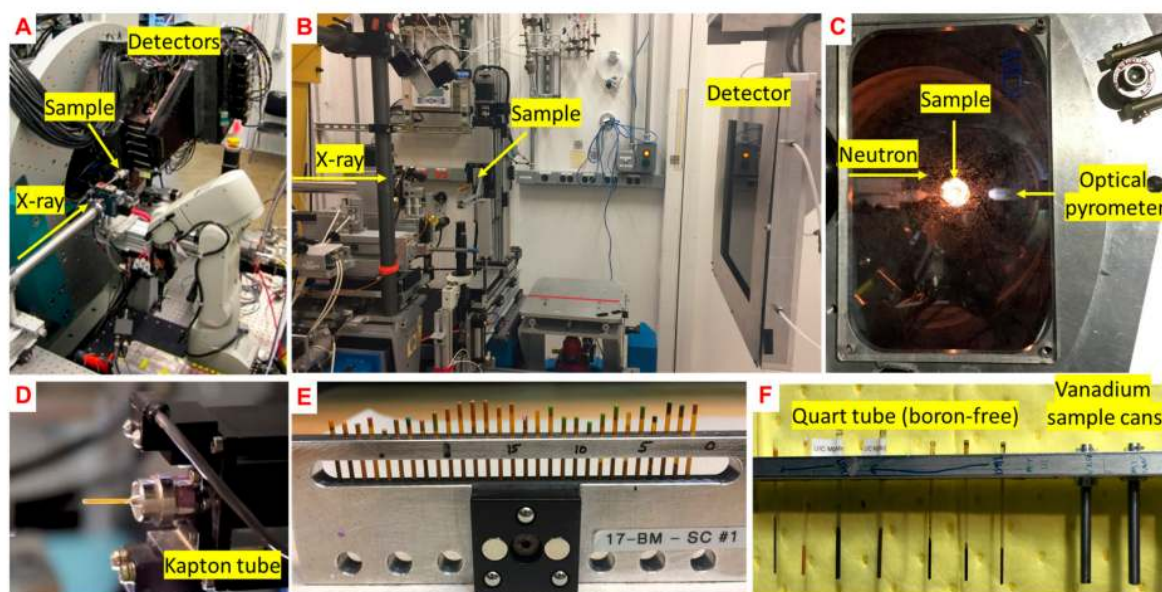 A
Detectors
Sample
X-ray
B
X-ray
Sample
Detector
C
Sample
Neutron
Optical
pyrometer
D
Kapton tube
E
15
10
5
0
17-BM-SC #1
F
Quart tube (boron-free)
Vanadium
sample cans